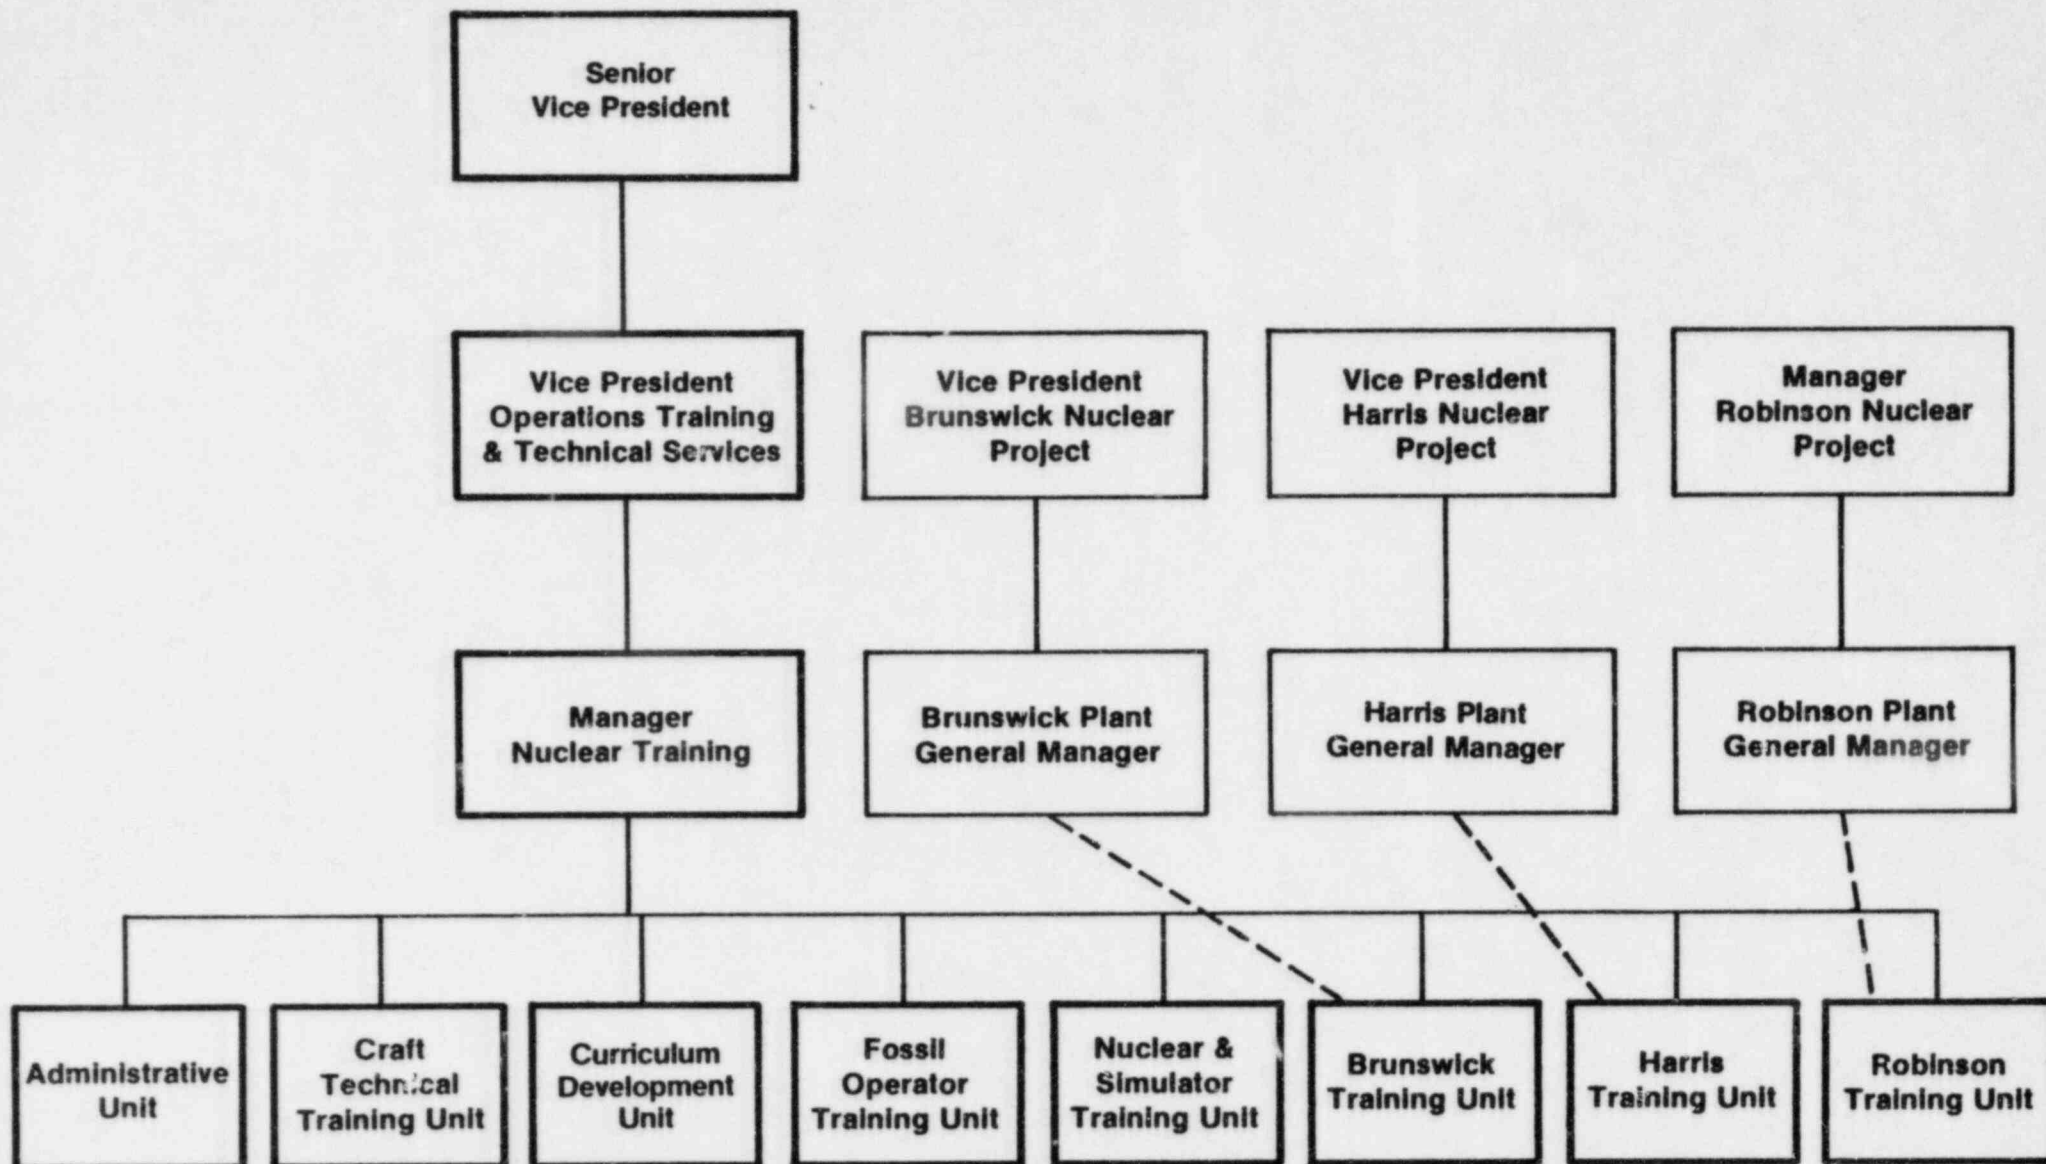 Senior
Vice President
Vice President
Operations Training
& Technical Services
Vice President
Brunswick Nuclear
Project
Vice President
Harris Nuclear
Project
Manager
Robinson Nuclear
Project
Manager
Nuclear Training
Brunswick Plant
General Manager
Harris Plant
General Manager
Robinson Plant
General Manager
Administrative
Unit
Craft
Technical
Training Unit
Curriculum
Development
Unit
Fossil
Operator
Training Unit
Nuclear &
Simulator
Training Unit
Brunswick
Training Unit
Harris
Training Unit
Robinson
Training Unit